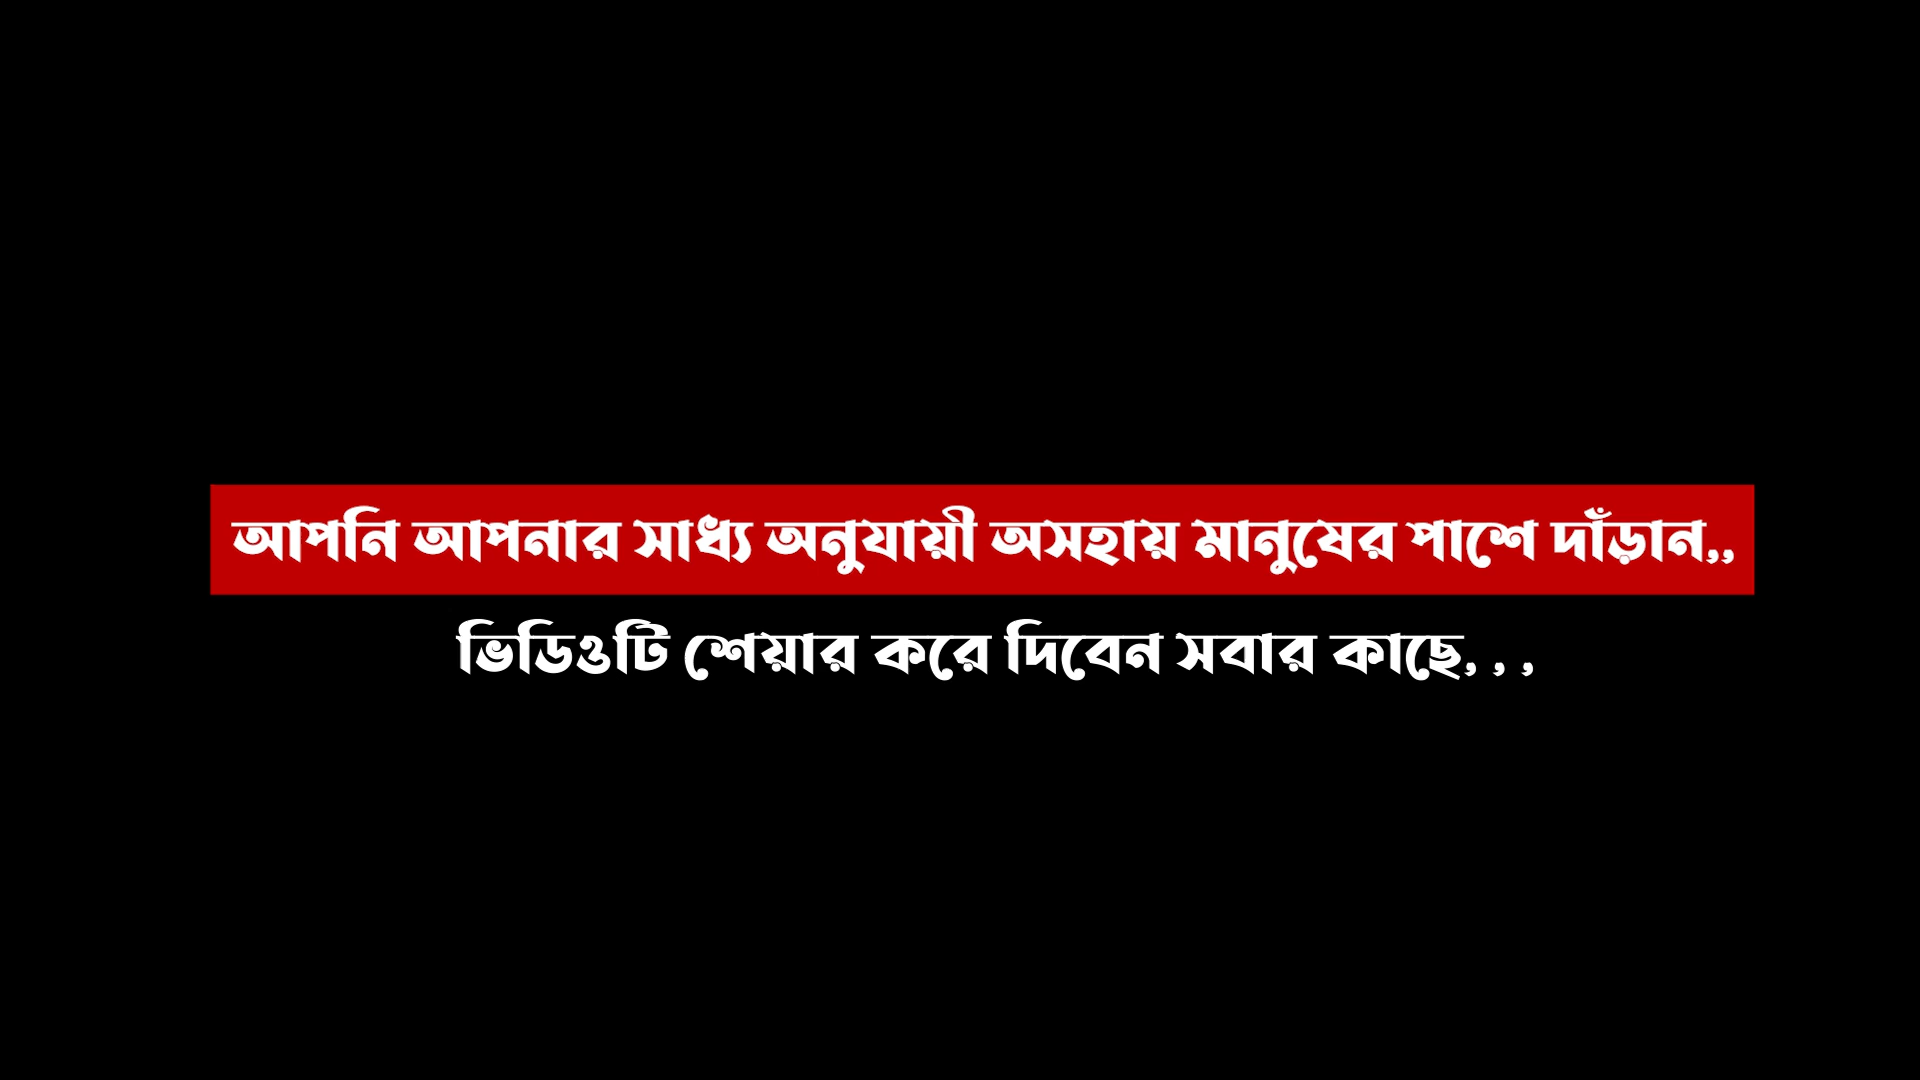 আপনি আপনার সাধ্য অনুযায়ী অসহায় মানুষের পাশে দাঁড়ান,,
ভিডিওটি শেয়ার করে দিবেন সবার কাছে, , ,